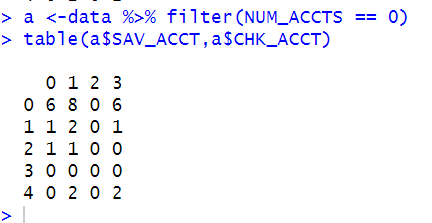 > a <-data %>% filter(NUM_ACCTS == 0)
> table(a$SAV_ACCT,a$CHK_ACCT)
    0 1 2 3
  0 6 8 0 6
  1 1 2 0 1
  2 1 1 0 0
  3 0 0 0 0
  4 0 2 0 2
>